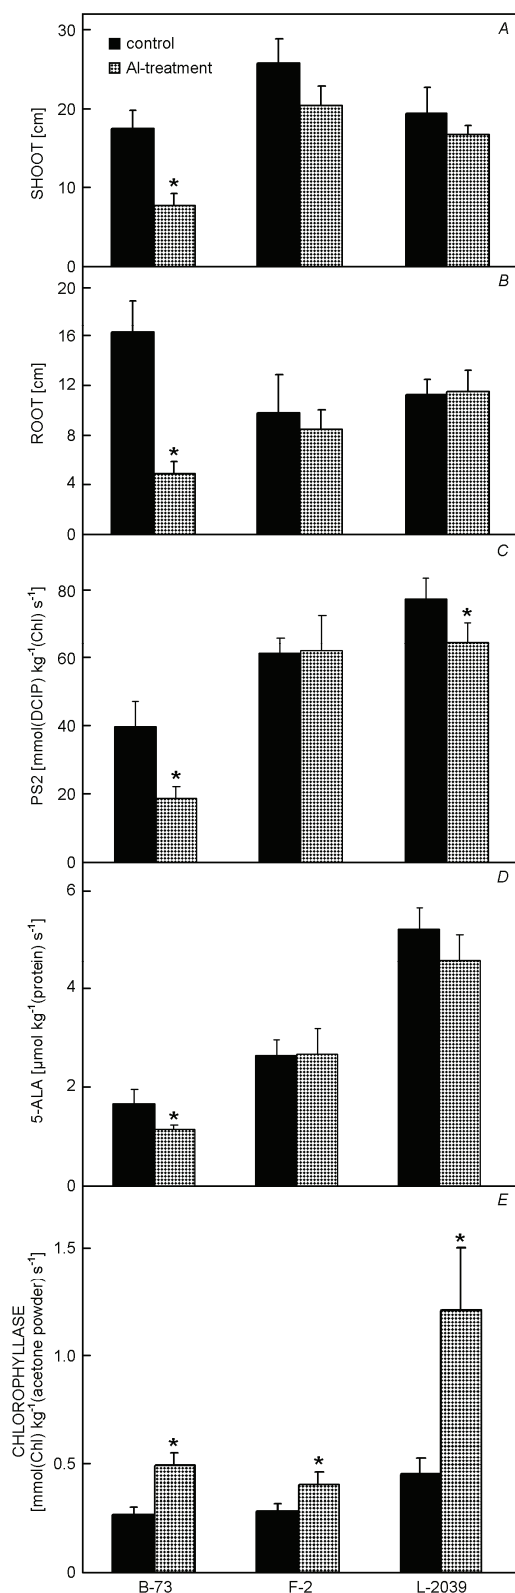 A
control
Al-treatment
SHOOT [cm]
30
20
10
0
*
B
ROOT [cm]
20
16
12
8
4
0
*
C
PS2 [mmol(DCIP) kg⁻¹(Chl) s⁻¹]
80
60
40
20
0
*
*
D
5-ALA [µmol kg⁻¹(protein) s⁻¹]
6
4
2
0
*
E
CHLOROPHYLLASE
[mmol(Chl) kg⁻¹(acetone powder) s⁻¹]
1.5
1.0
0.5
0
*
*
*
B-73 F-2 L-2039